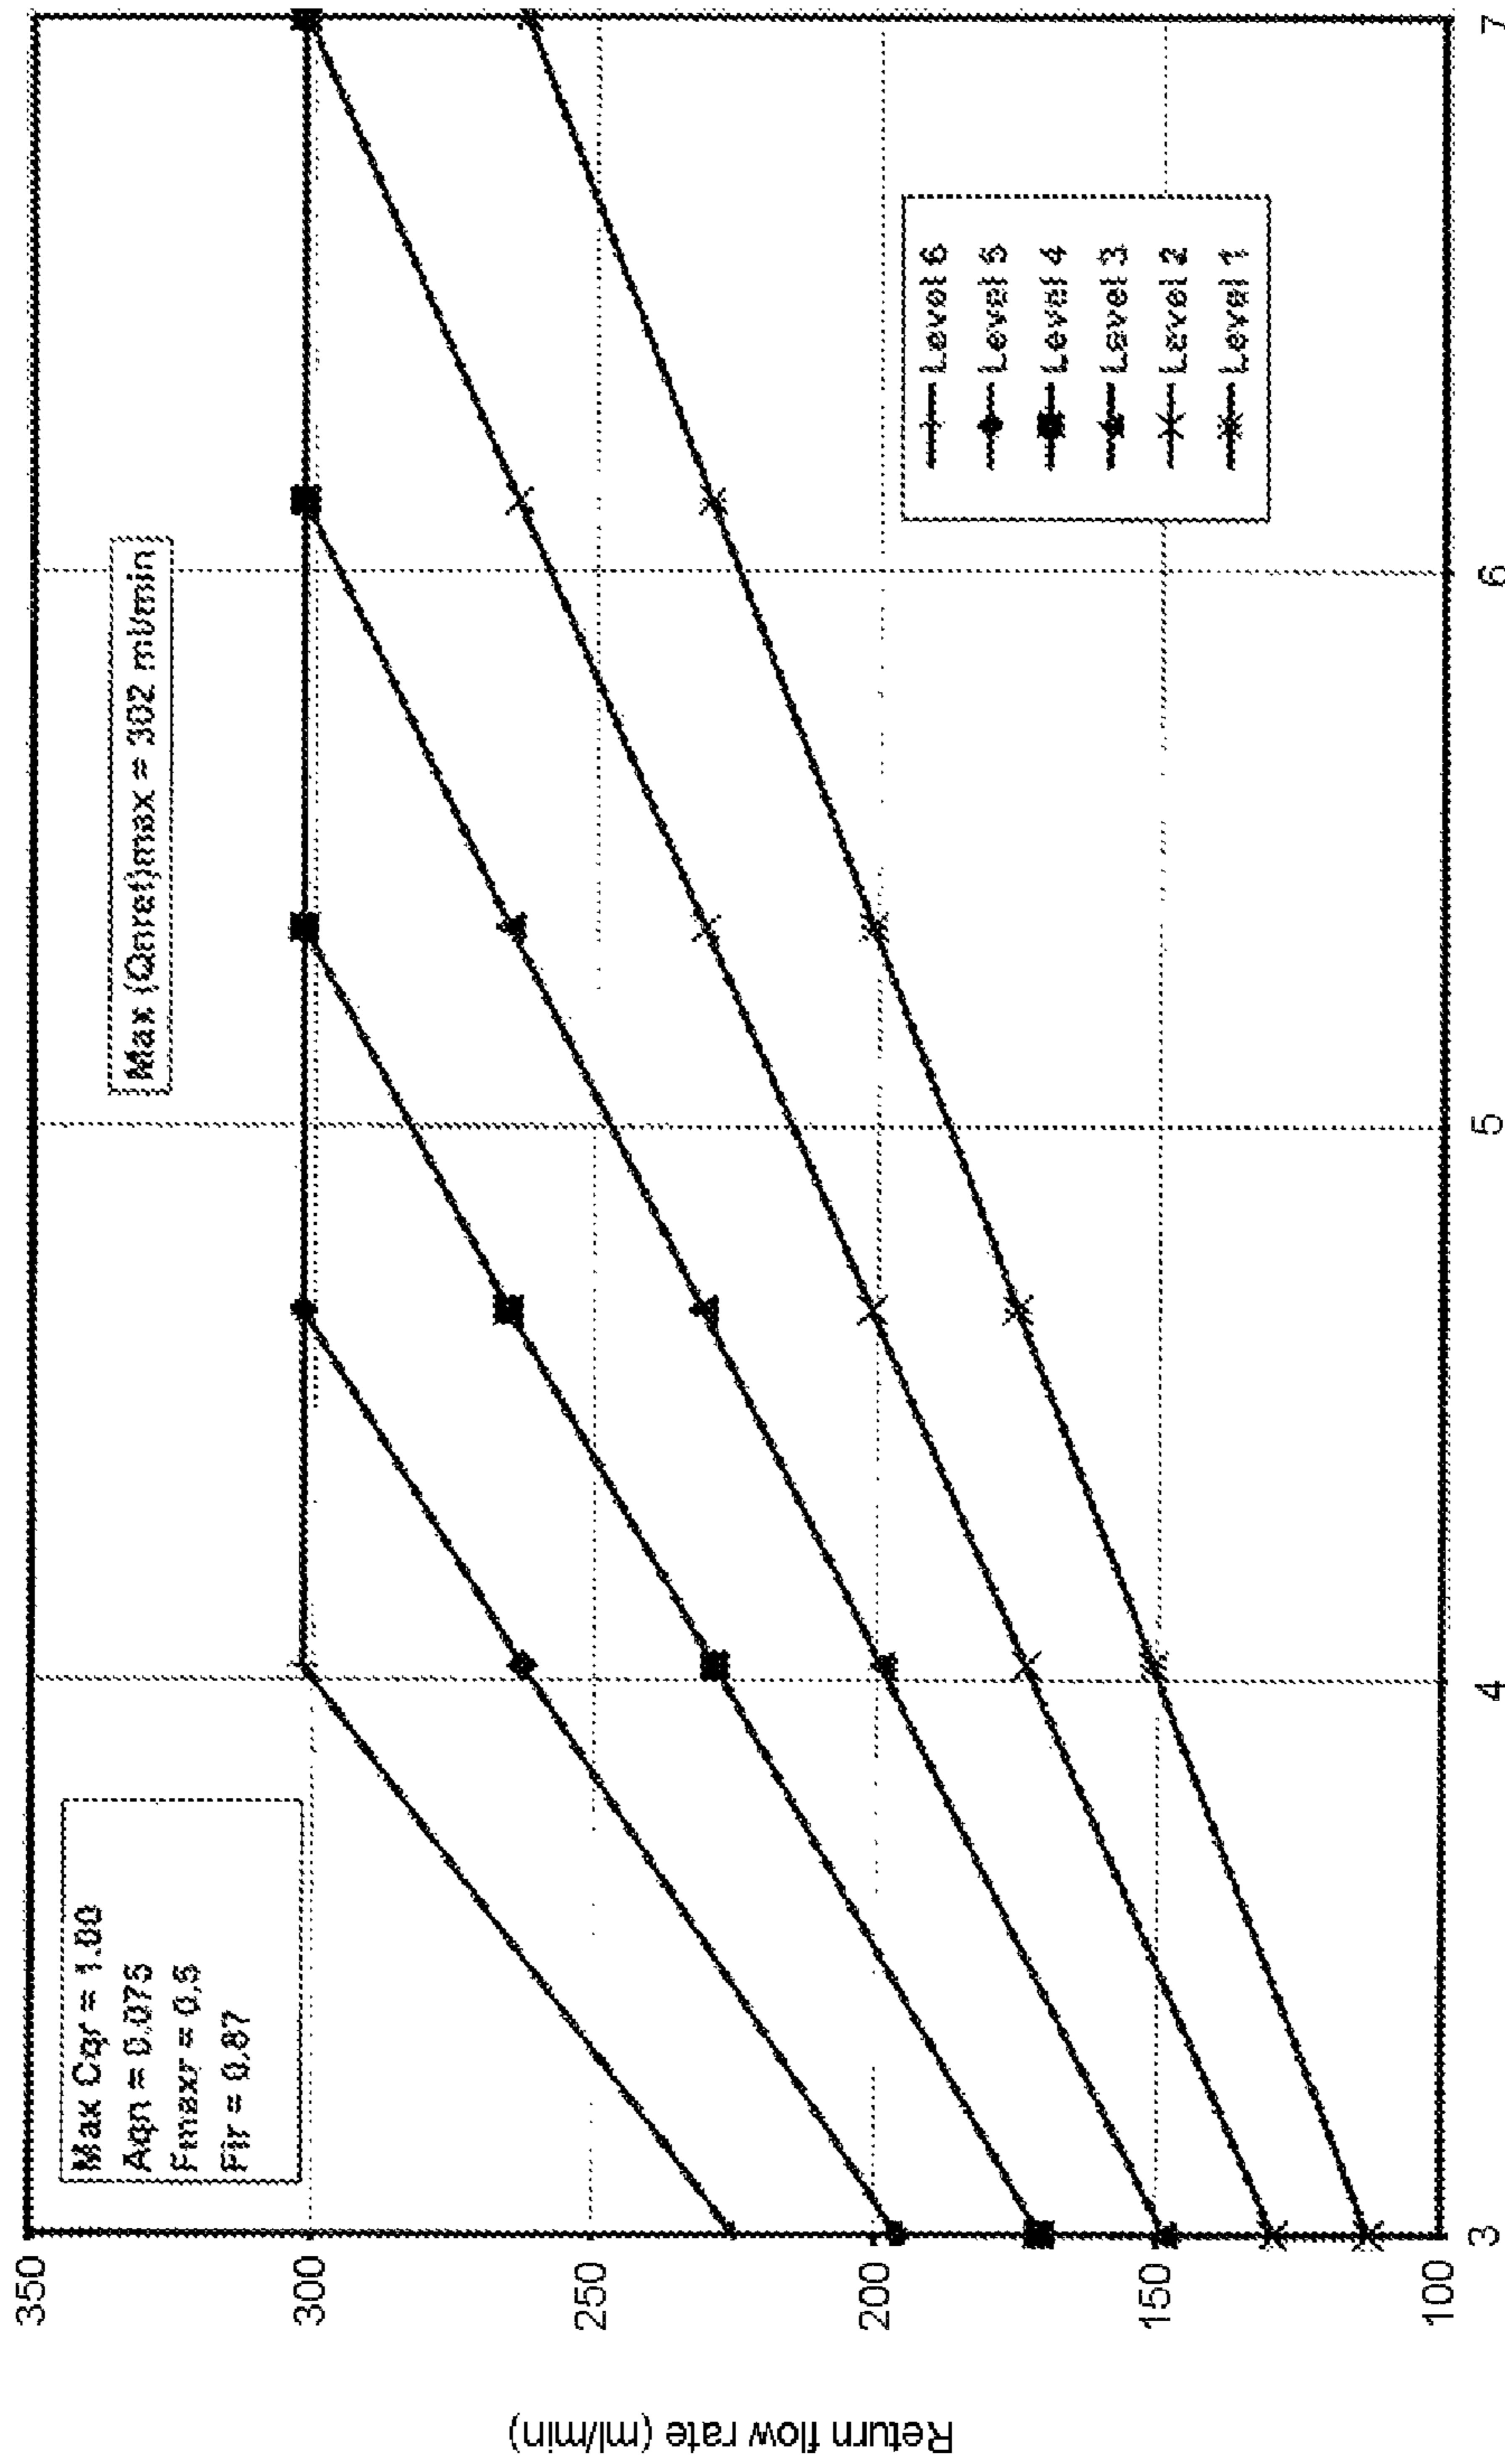 350
300
250
200
150
100
Return flow rate (ml/min)
3
4
5
6
7
Max Cqr = 1.00
Aqn = 0.075
Fmaxr = 0.5
Fir = 0.87
Max (Qnret)max = 302 ml/min
Level 6
Level 5
Level 4
Level 3
Level 2
Level 1